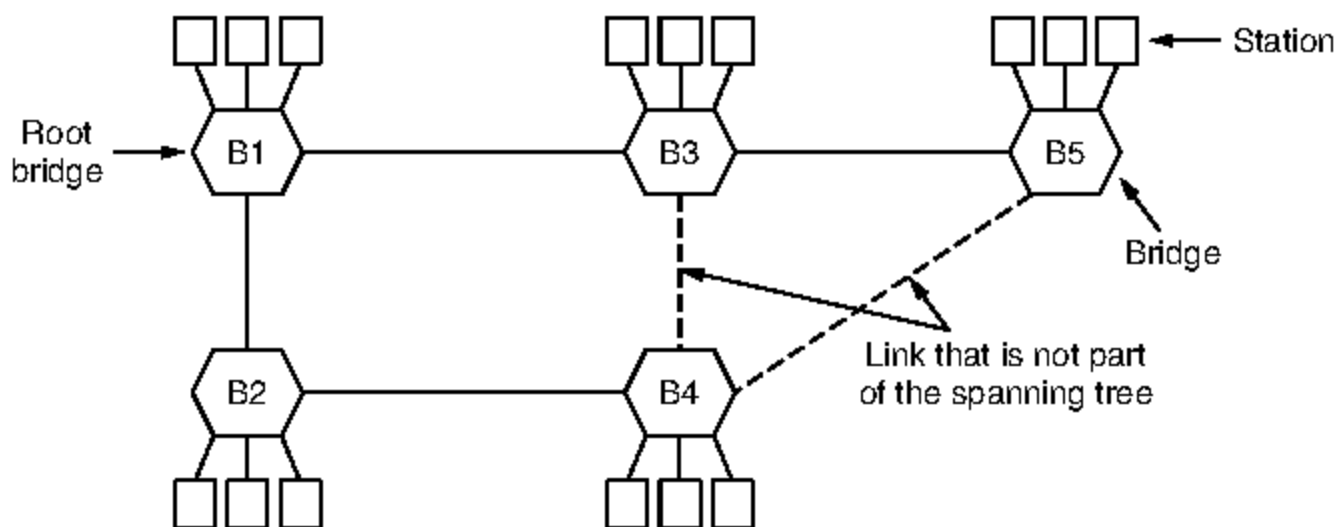 Station
Root
bridge
B1
B3
B5
Bridge
B2
B4
Link that is not part
of the spanning tree